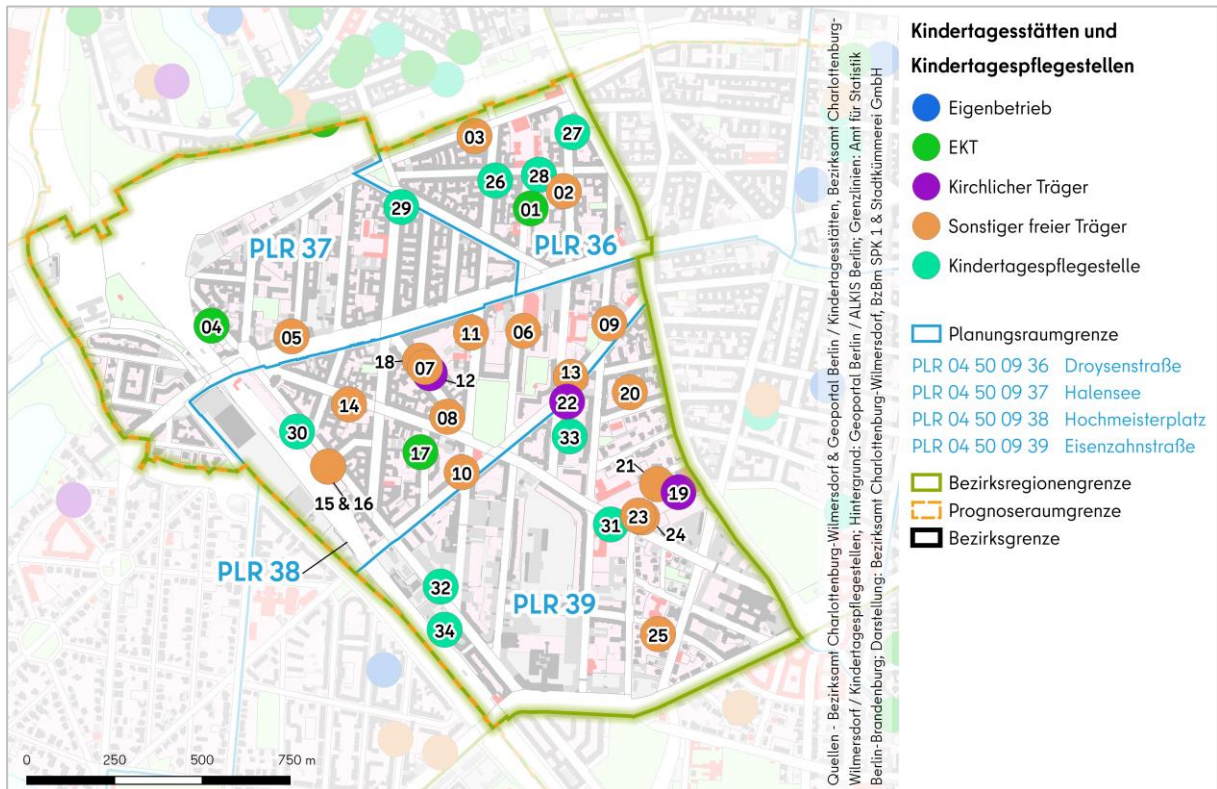 03
27
28
26
02
29
01
PLR 37
PLR 36
04
05
11
06
09
18
07
12
13
14
08
22
20
30
17
33
10
21
19
15 & 16
31
23
24
PLR 38
32
PLR 39
34
25
0 250 500 750 m
Quellen - Bezirksamt Charlottenburg-Wilmersdorf & Geoportal Berlin / Kindertagesstätten, Bezirksamt Charlottenburg-
Wilmersdorf / Kindertagespflegestellen; Hintergrund: Geoportal Berlin / ALKIS Berlin; Grenzlinien: Amt für Statistik
Berlin-Brandenburg; Darstellung: Bezirksamt Charlottenburg-Wilmersdorf, BzBm SPK 1 & Stadtkümmerei GmbH
Kindertagesstätten und
Kindertagespflegestellen
Eigenbetrieb
EKT
Kirchlicher Träger
Sonstiger freier Träger
Kindertagespflegestelle
Planungsraumgrenze
PLR 04 50 09 36 Droysenstraße
PLR 04 50 09 37 Halensee
PLR 04 50 09 38 Hochmeisterplatz
PLR 04 50 09 39 Eisenzahnstraße
Bezirksregionengrenze
Prognoseraumgrenze
Bezirksgrenze